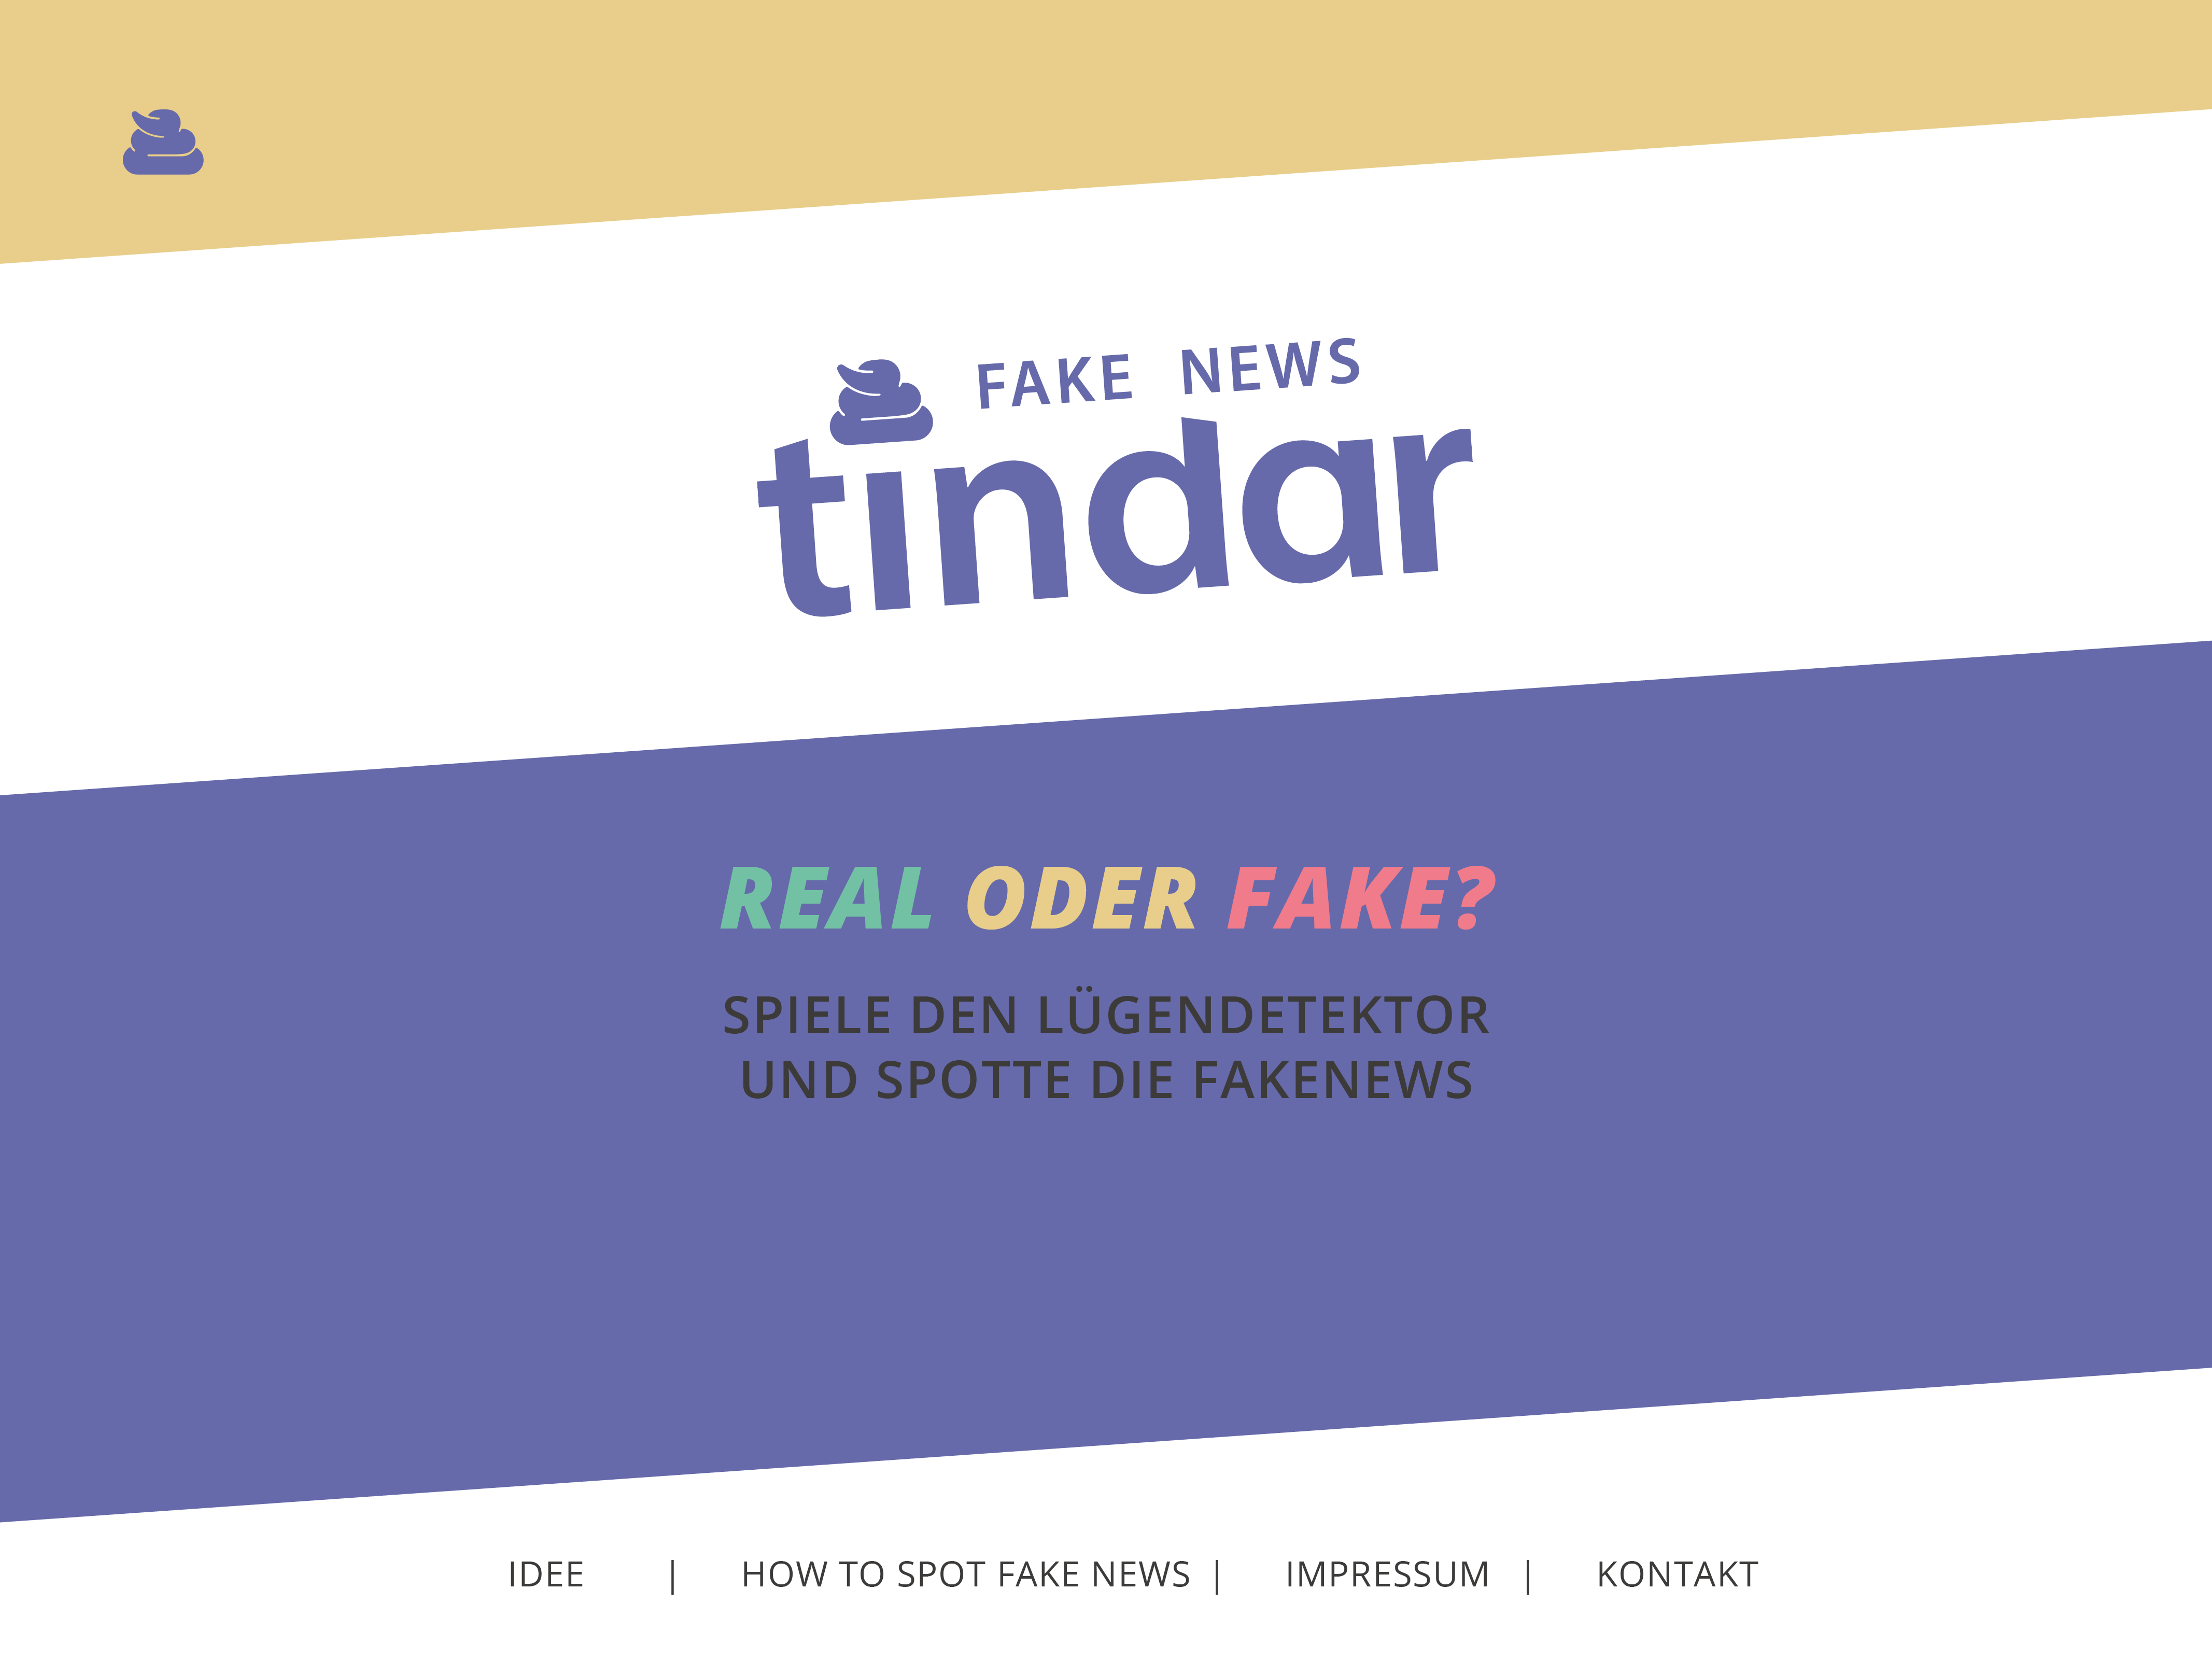 FAKE NEWS
tindar
REAL ODER FAKE?
SPIELE DEN LÜGENDETEKTOR
UND SPOTTE DIE FAKENEWS
IDEE | HOW TO SPOT FAKE NEWS | IMPRESSUM | KONTAKT